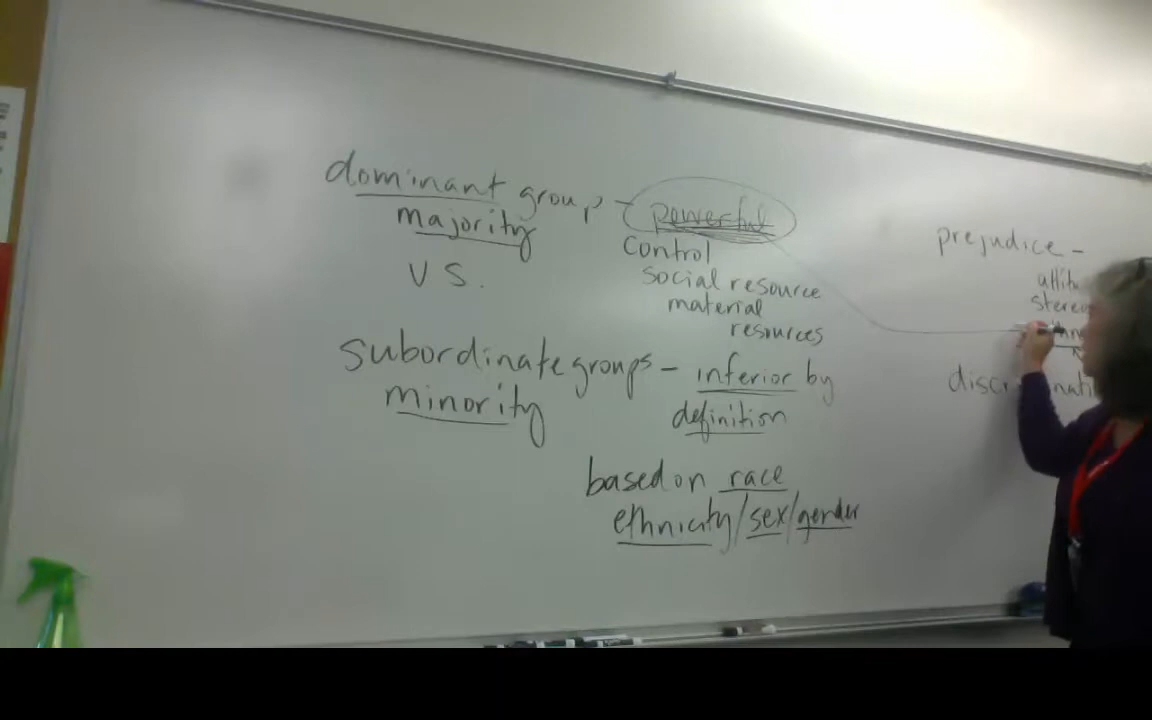 dominant group - powerful
majority
control
social resource
material
resources
vs.
subordinate groups - inferior by
minority
definition
based on race
ethnicity/sex/gender
prejudice -